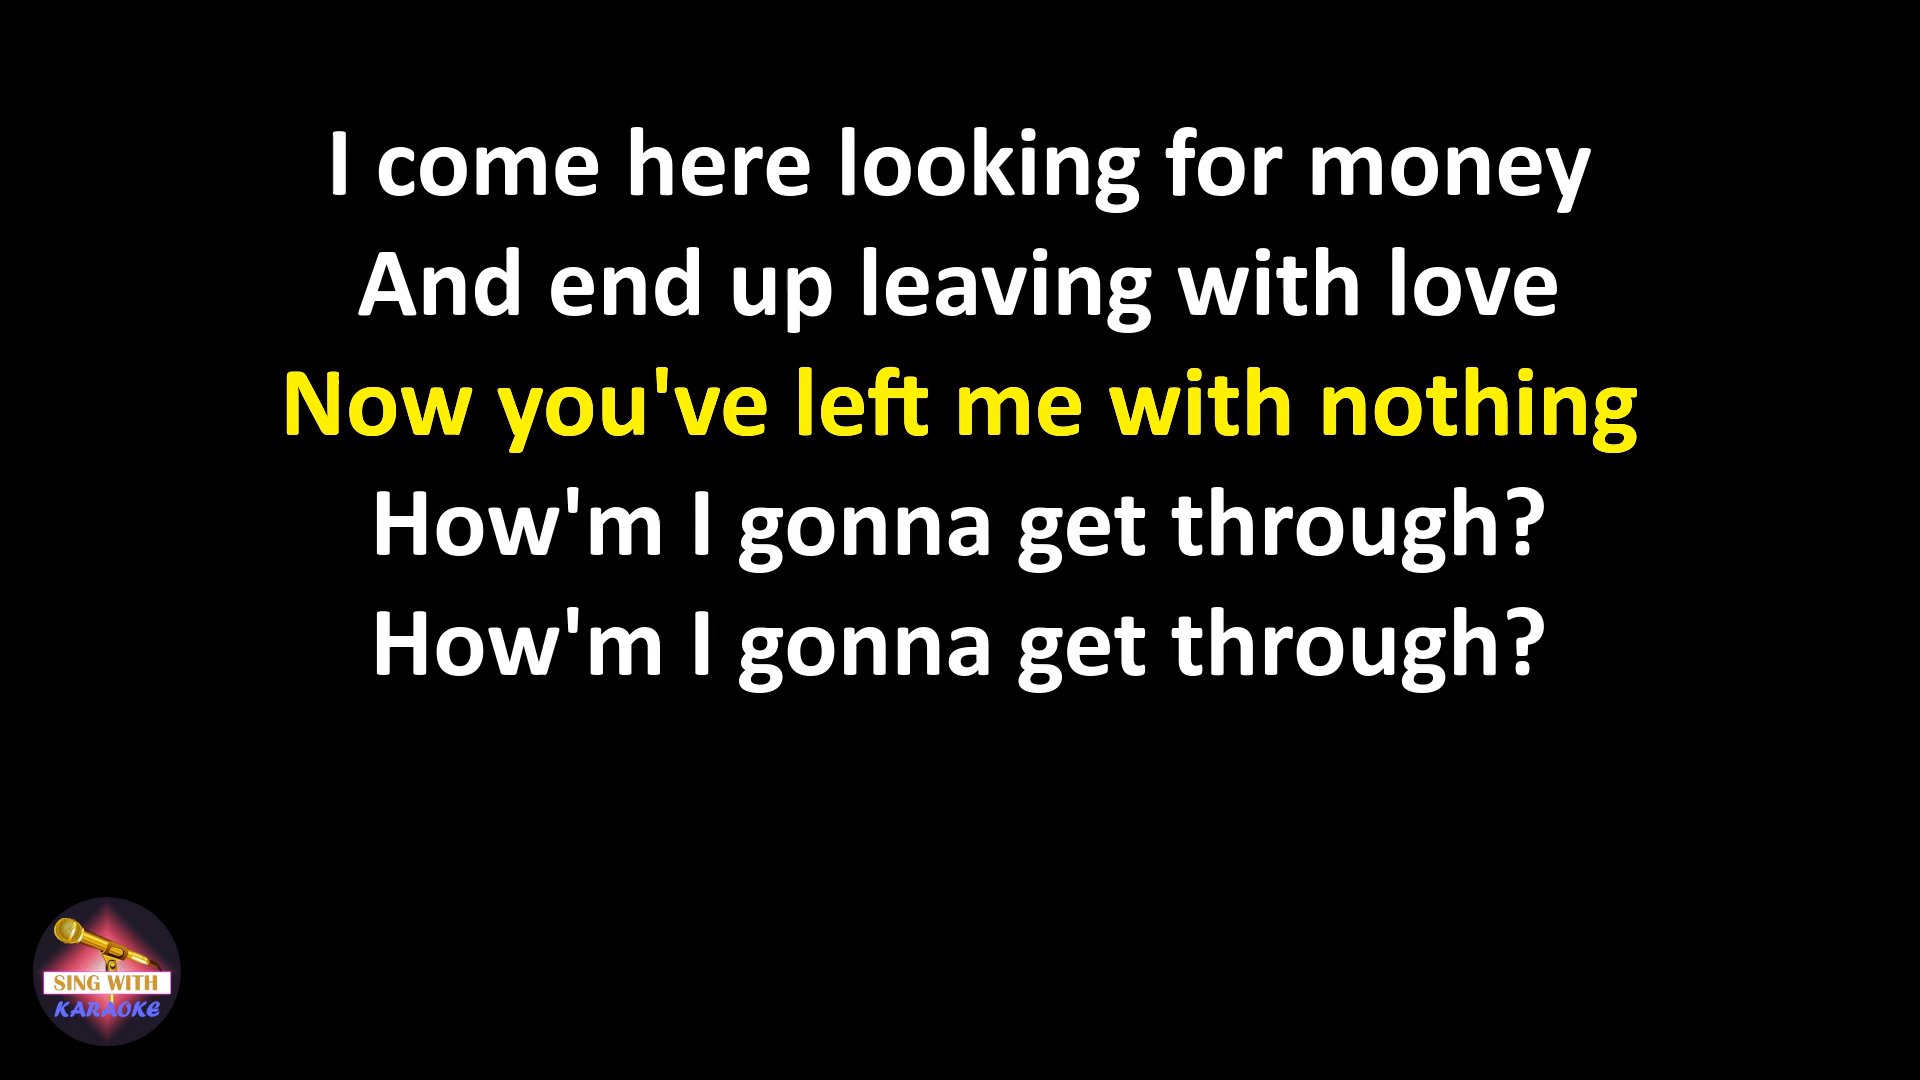 I come here looking for money
And end up leaving with love
Now you've left me with nothing
How'm I gonna get through?
How'm I gonna get through?
SING WITH
KARAOKE